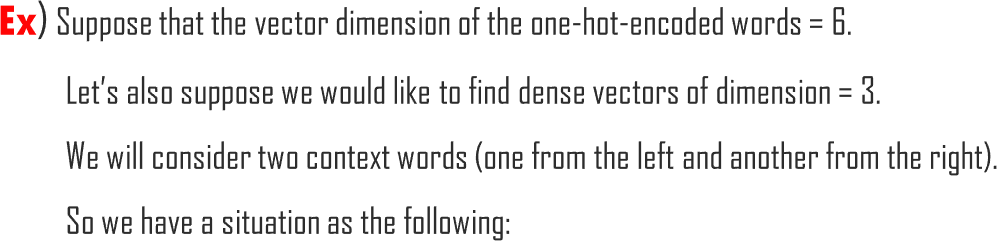 Ex) Suppose that the vector dimension of the one-hot-encoded words = 6.
Let's also suppose we would like to find dense vectors of dimension = 3.
We will consider two context words (one from the left and another from the right).
So we have a situation as the following: